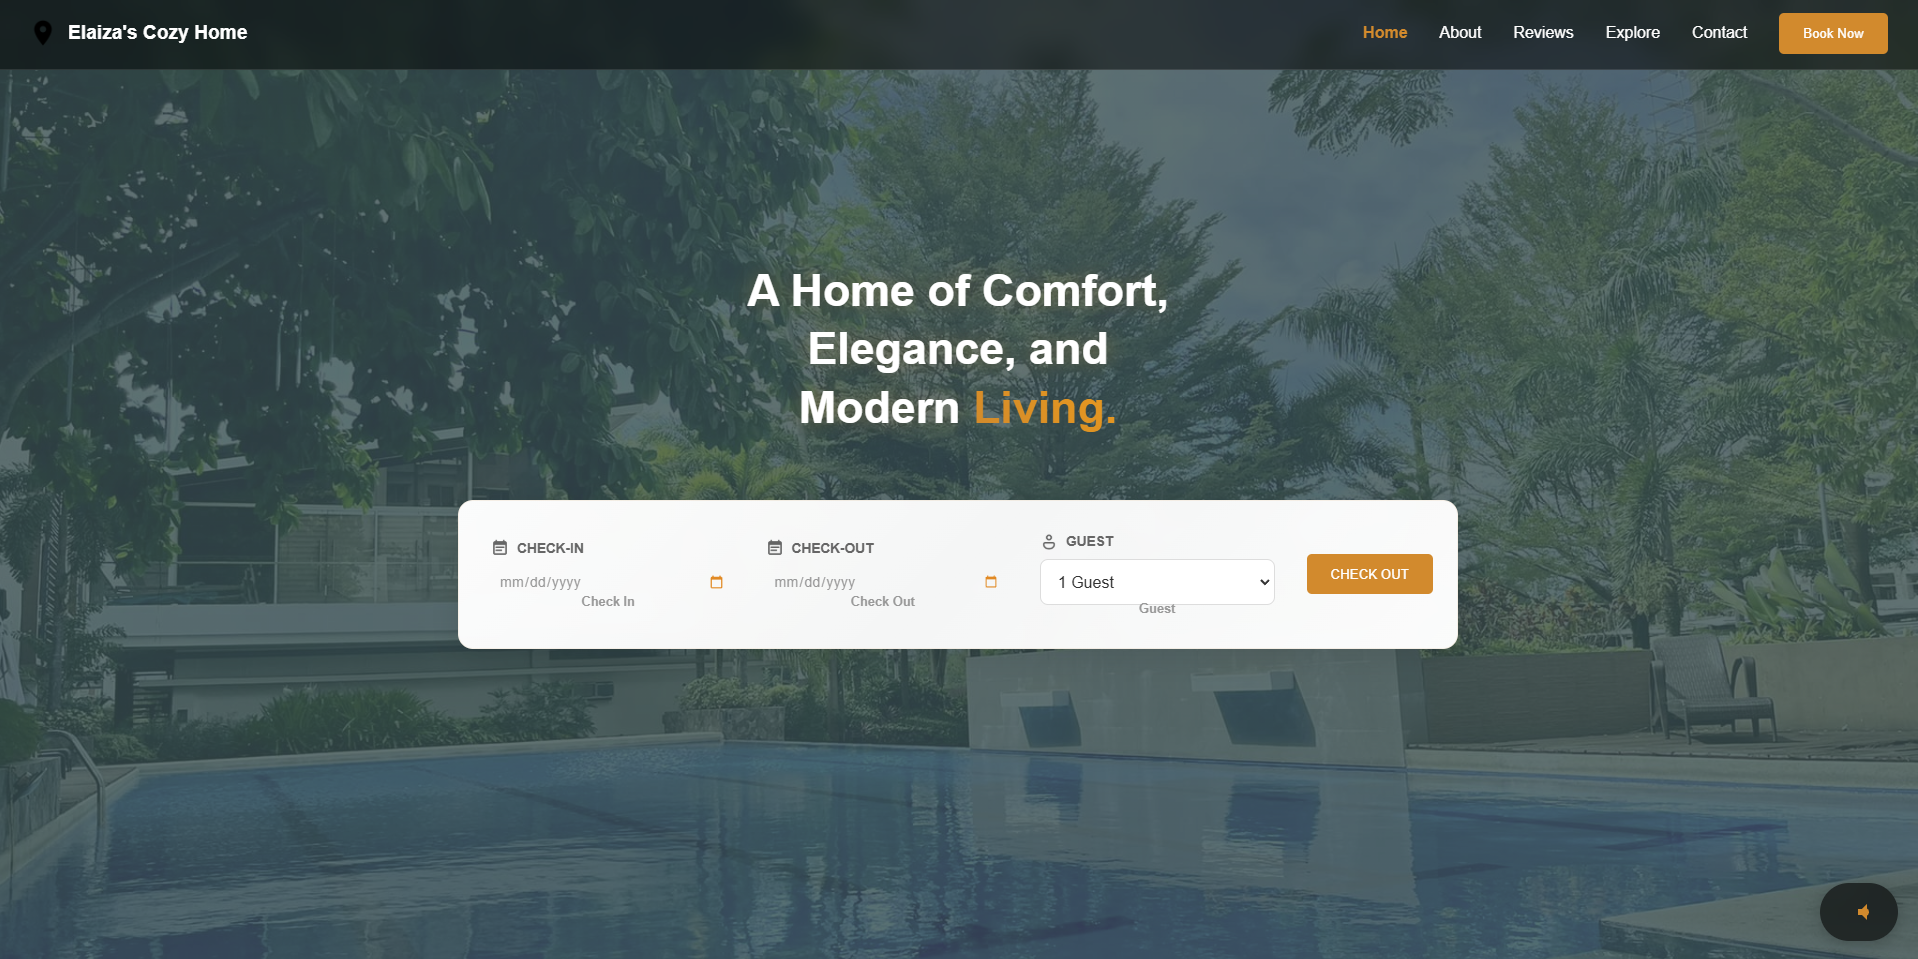 Elaiza's Cozy Home
Home
About
Reviews
Explore
Contact
Book Now
A Home of Comfort,
Elegance, and
Modern Living.
CHECK-IN
mm/dd/yyyy
Check In
CHECK-OUT
mm/dd/yyyy
Check Out
GUEST
1 Guest
Guest
CHECK OUT